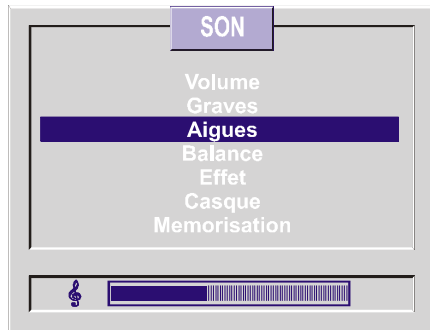 SON
Volume
Graves
Aigues
Balance
Effet
Casque
Memorisation